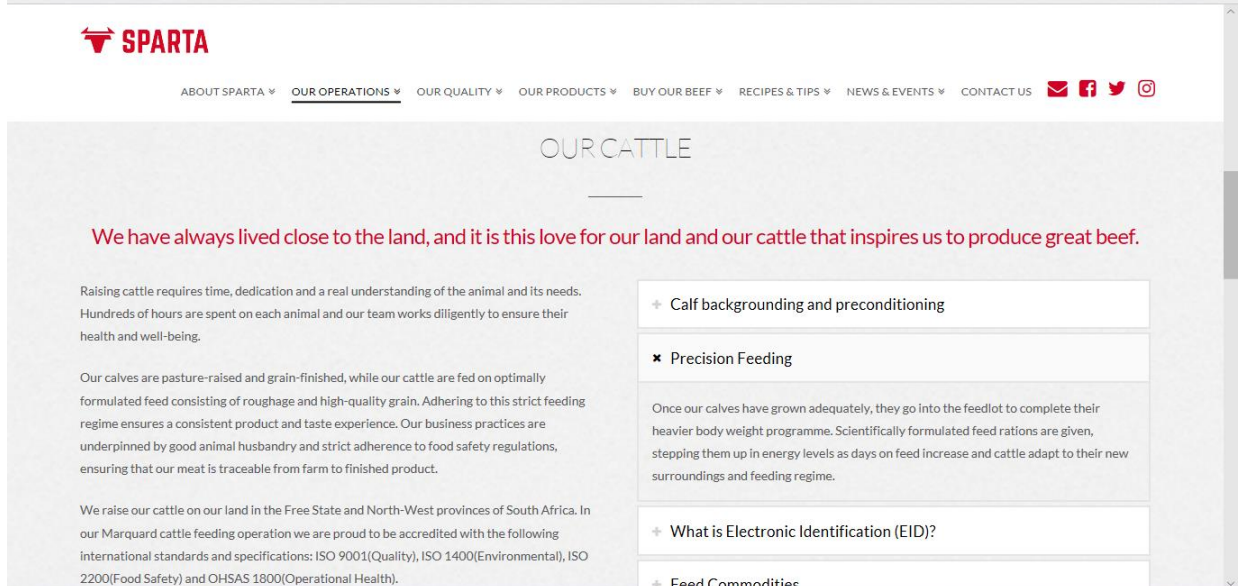 SPARTA
ABOUT SPARTA OUR OPERATIONS OUR QUALITY OUR PRODUCTS BUY OUR BEEF RECIPES & TIPS NEWS & EVENTS CONTACT US
OUR CATTLE
We have always lived close to the land, and it is this love for our land and our cattle that inspires us to produce great beef.
Raising cattle requires time, dedication and a real understanding of the animal and its needs.
Hundreds of hours are spent on each animal and our team works diligently to ensure their
health and well-being.
Our calves are pasture-raised and grain-finished, while our cattle are fed on optimally
formulated feed consisting of roughage and high-quality grain. Adhering to this strict feeding
regime ensures a consistent product and taste experience. Our business practices are
underpinned by good animal husbandry and strict adherence to food safety regulations,
ensuring that our meat is traceable from farm to finished product.
We raise our cattle on our land in the Free State and North-West provinces of South Africa. In
our Marquard cattle feeding operation we are proud to be accredited with the following
international standards and specifications: ISO 9001(Quality), ISO 1400(Environmental), ISO
2200(Food Safety) and OHSAS 1800(Operational Health).
Calf backgrounding and preconditioning
Precision Feeding
Once our calves have grown adequately, they go into the feedlot to complete their
heavier body weight programme. Scientifically formulated feed rations are given,
stepping them up in energy levels as days on feed increase and cattle adapt to their new
surroundings and feeding regime.
What is Electronic Identification (EID)?
Feed Commodities